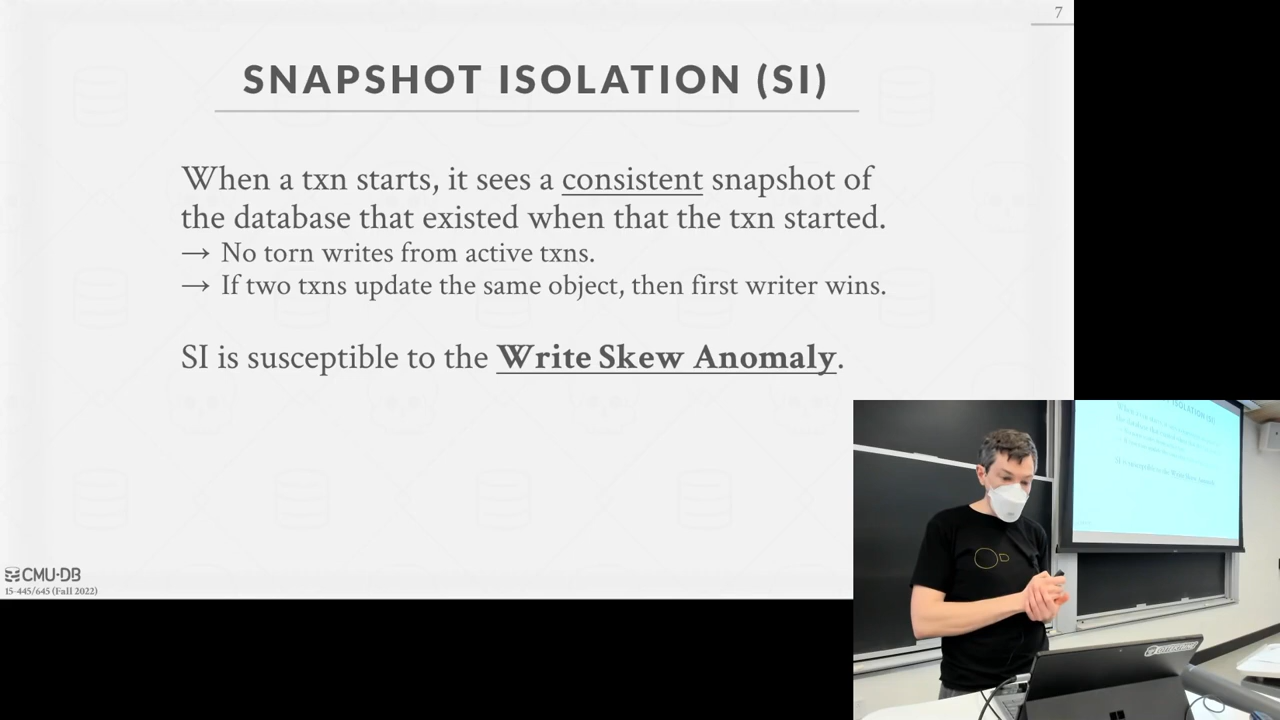 7
SNAPSHOT ISOLATION (SI)
When a txn starts, it sees a consistent snapshot of
the database that existed when that the txn started.
→ No torn writes from active txns.
→ If two txns update the same object, then first writer wins.
SI is susceptible to the Write Skew Anomaly.
CMU·DB
15-445/645 (Fall 2022)